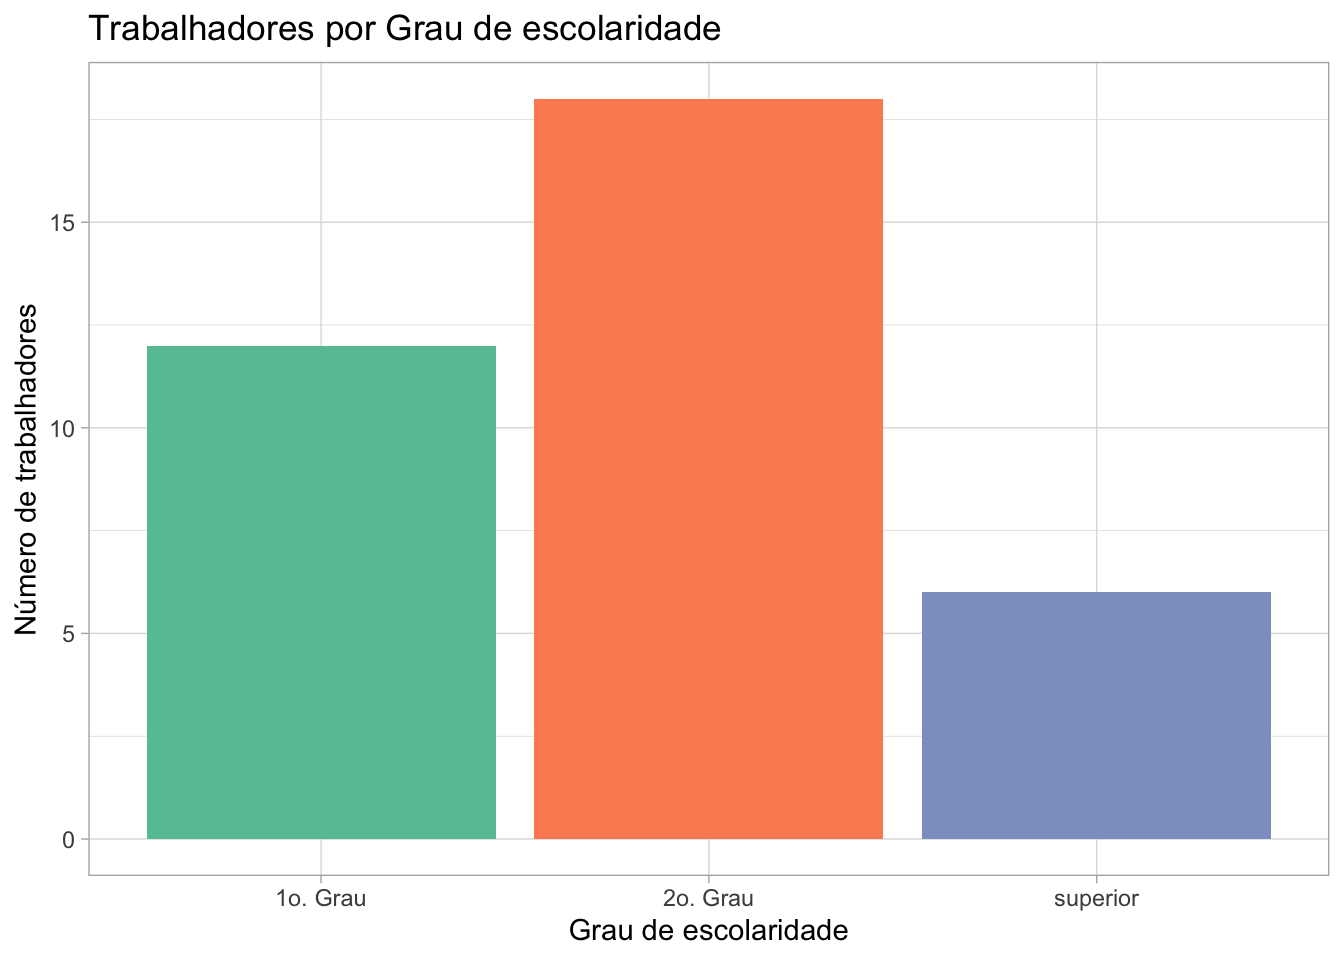 Trabalhadores por Grau de escolaridade
Número de trabalhadores
15
10
5
0
1o. Grau
2o. Grau
superior
Grau de escolaridade